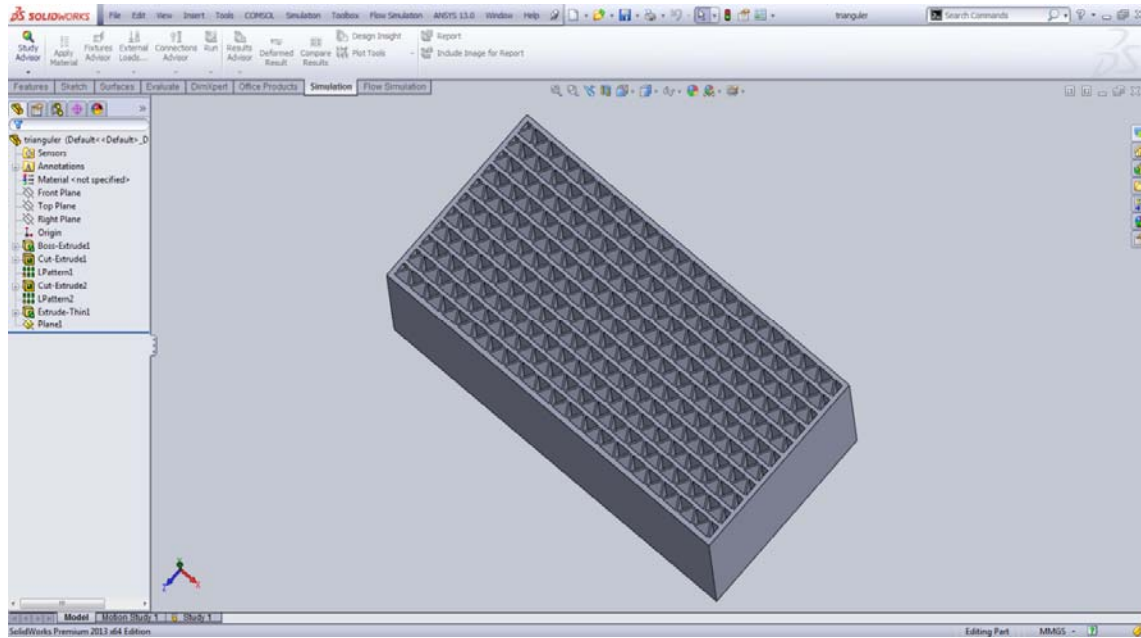 SOLIDWORKS File Edit View Insert Tools COMSOL Simulation Toolbox Flow Simulation ANSYS 13.0 Window Help trianguler Search Commands
Study Advisor Apply Material Fixtures Advisor External Loads... Connections Advisor Run Results Advisor Deformed Result Compare Results Design Insight Plot Tools Report Include Image for Report
Features Sketch Surfaces Evaluate DimXpert Office Products Simulation Flow Simulation
trianguler (Default<<Default>_D
Sensors
Annotations
Material <not specified>
Front Plane
Top Plane
Right Plane
Origin
Boss-Extrude1
Cut-Extrude1
LPattern1
Cut-Extrude2
LPattern2
Extrude-Thin1
Plane1
Model Motion Study 1 Study 1
SolidWorks Premium 2013 x64 Edition Editing Part MMGS